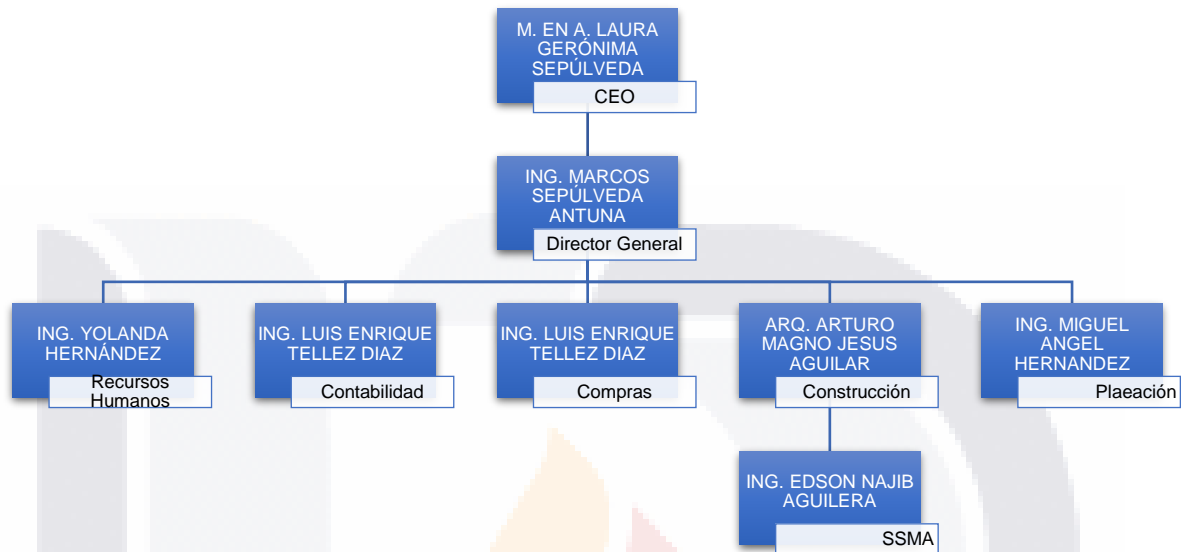 M. EN A. LAURA
GERÓNIMA
SEPÚLVEDA
CEO
ING. MARCOS
SEPÚLVEDA
ANTUNA
Director General
ING. YOLANDA
HERNÁNDEZ
Recursos
Humanos
ING. LUIS ENRIQUE
TELLEZ DIAZ
Contabilidad
ING. LUIS ENRIQUE
TELLEZ DIAZ
Compras
ARQ. ARTURO
MAGNO JESUS
AGUILAR
Construcción
ING. MIGUEL
ANGEL
HERNANDEZ
Plaeación
ING. EDSON NAJIB
AGUILERA
SSMA